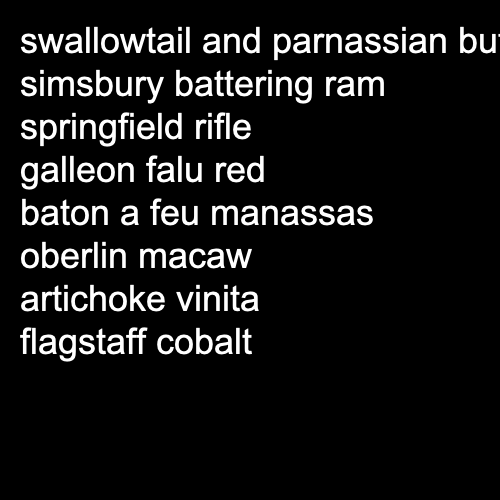 swallowtail and parnassian
simsbury battering ram
springfield rifle
galleon falu red
baton a feu manassas
oberlin macaw
artichoke vinita
flagstaff cobalt